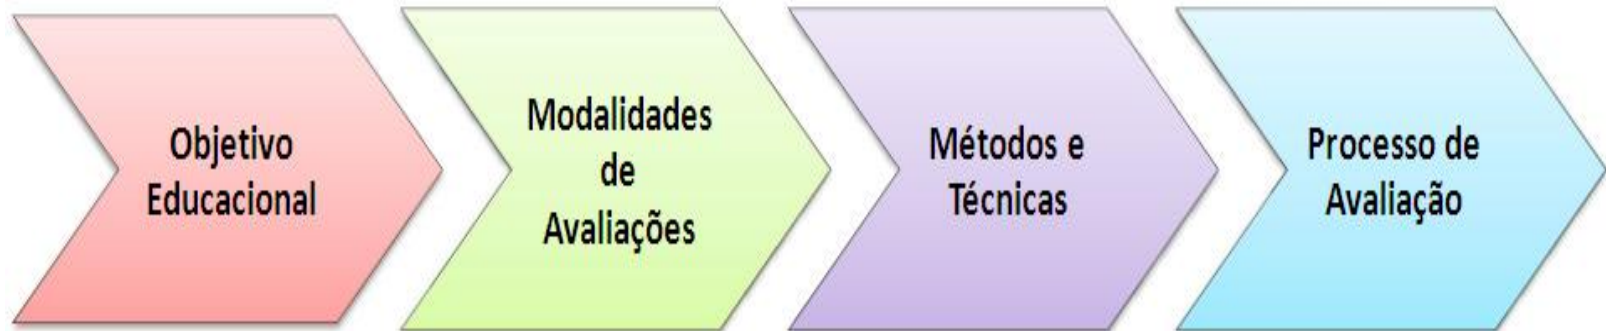 Objetivo
Educacional
Modalidades
de
Avaliações
Métodos e
Técnicas
Processo de
Avaliação